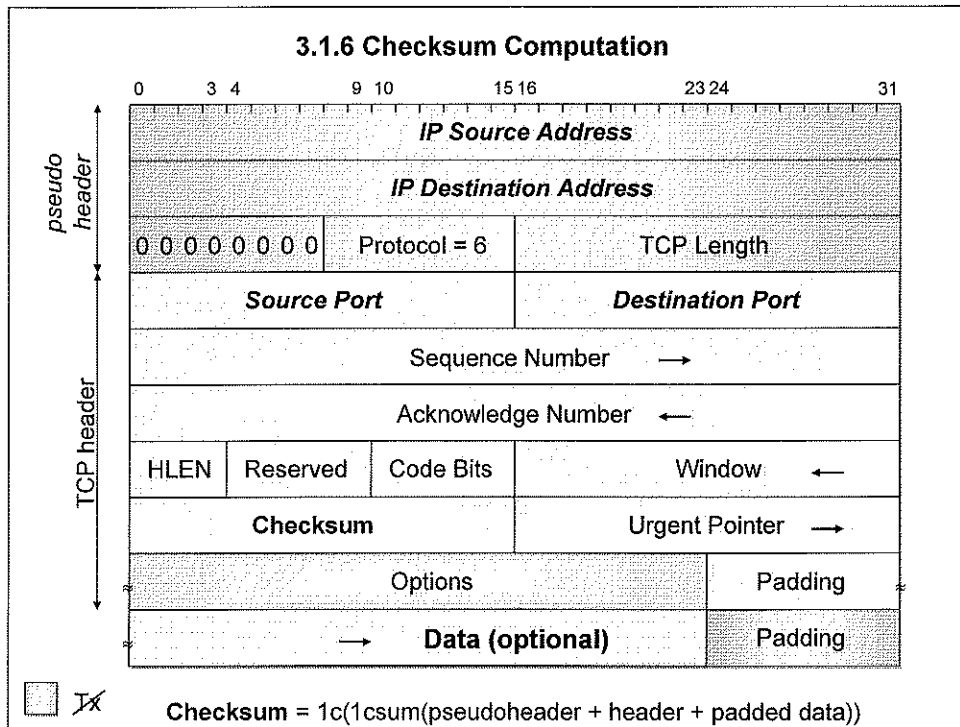 3.1.6 Checksum Computation
0 3 4 9 10 15 16 23 24 31
pseudo header
IP Source Address
IP Destination Address
0 0 0 0 0 0 0 0 Protocol = 6 TCP Length
TCP header
Source Port Destination Port
Sequence Number →
Acknowledge Number ←
HLEN Reserved Code Bits Window ←
Checksum Urgent Pointer →
Options Padding
→ Data (optional) Padding
Tx
Checksum = 1c(1csum(pseudoheader + header + padded data))